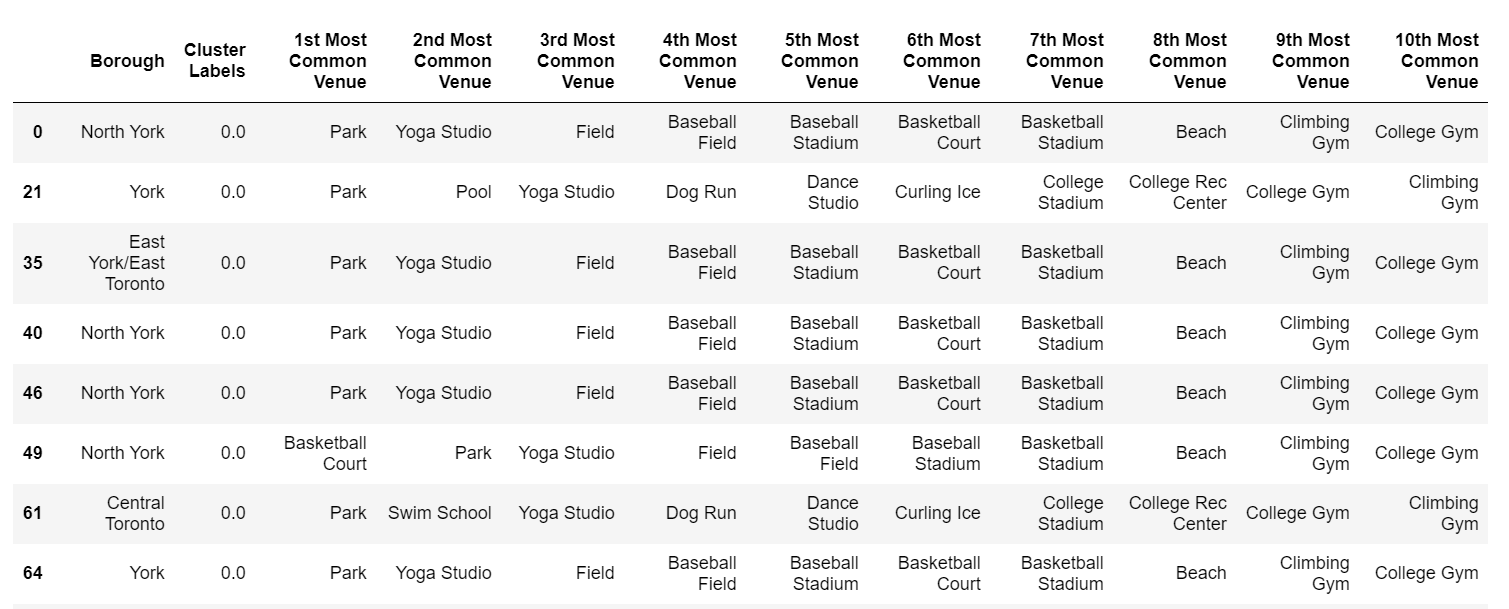 Borough Cluster Labels 1st Most Common Venue 2nd Most Common Venue 3rd Most Common Venue 4th Most Common Venue 5th Most Common Venue 6th Most Common Venue 7th Most Common Venue 8th Most Common Venue 9th Most Common Venue 10th Most Common Venue
0 North York 0.0 Park Yoga Studio Field Baseball Field Baseball Stadium Basketball Court Basketball Stadium Beach Climbing Gym College Gym
21 York 0.0 Park Pool Yoga Studio Dog Run Dance Studio Curling Ice College Stadium College Rec Center College Gym Climbing Gym
35 East York/East Toronto 0.0 Park Yoga Studio Field Baseball Field Baseball Stadium Basketball Court Basketball Stadium Beach Climbing Gym College Gym
40 North York 0.0 Park Yoga Studio Field Baseball Field Baseball Stadium Basketball Court Basketball Stadium Beach Climbing Gym College Gym
46 North York 0.0 Park Yoga Studio Field Baseball Field Baseball Stadium Basketball Court Basketball Stadium Beach Climbing Gym College Gym
49 North York 0.0 Basketball Court Park Yoga Studio Field Baseball Field Baseball Stadium Basketball Stadium Beach Climbing Gym College Gym
61 Central Toronto 0.0 Park Swim School Yoga Studio Dog Run Dance Studio Curling Ice College Stadium College Rec Center College Gym Climbing Gym
64 York 0.0 Park Yoga Studio Field Baseball Field Baseball Stadium Basketball Court Basketball Stadium Beach Climbing Gym College Gym